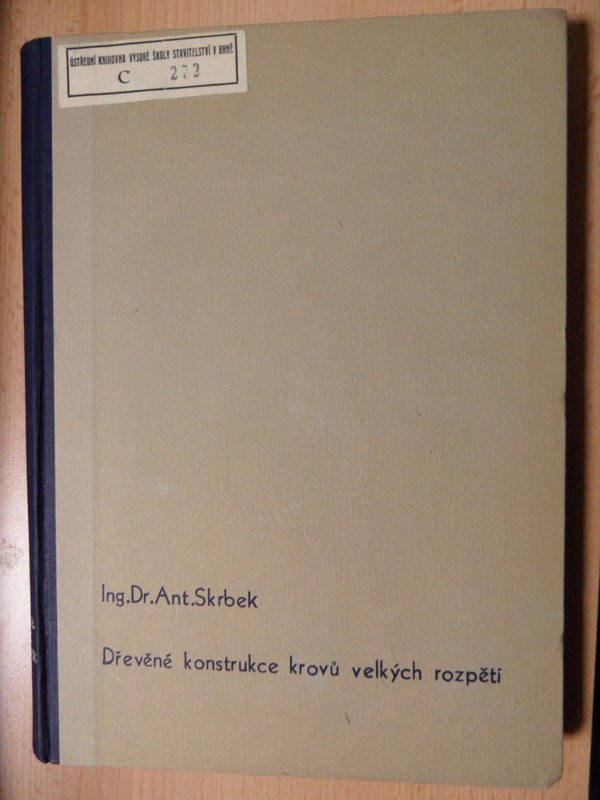 ÚSTŘEDNÍ KNIHOVNA VYSOKÉ ŠKOLY STAVITELSTVÍ V BRNĚ
C 272
Ing.Dr.Ant.Skrbek
Dřevěné konstrukce krovů velkých rozpětí